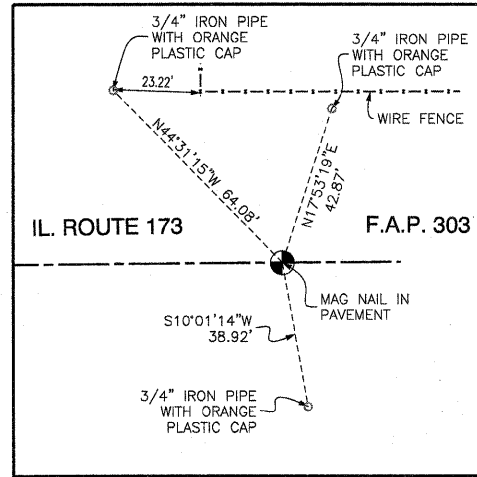 3/4" IRON PIPE
WITH ORANGE
PLASTIC CAP
3/4" IRON PIPE
WITH ORANGE
PLASTIC CAP
23.22'
WIRE FENCE
N44°31'15"W 64.08'
N17°53'19"E
42.87'
IL. ROUTE 173
F.A.P. 303
MAG NAIL IN
PAVEMENT
S10°01'14"W
38.92'
3/4" IRON PIPE
WITH ORANGE
PLASTIC CAP